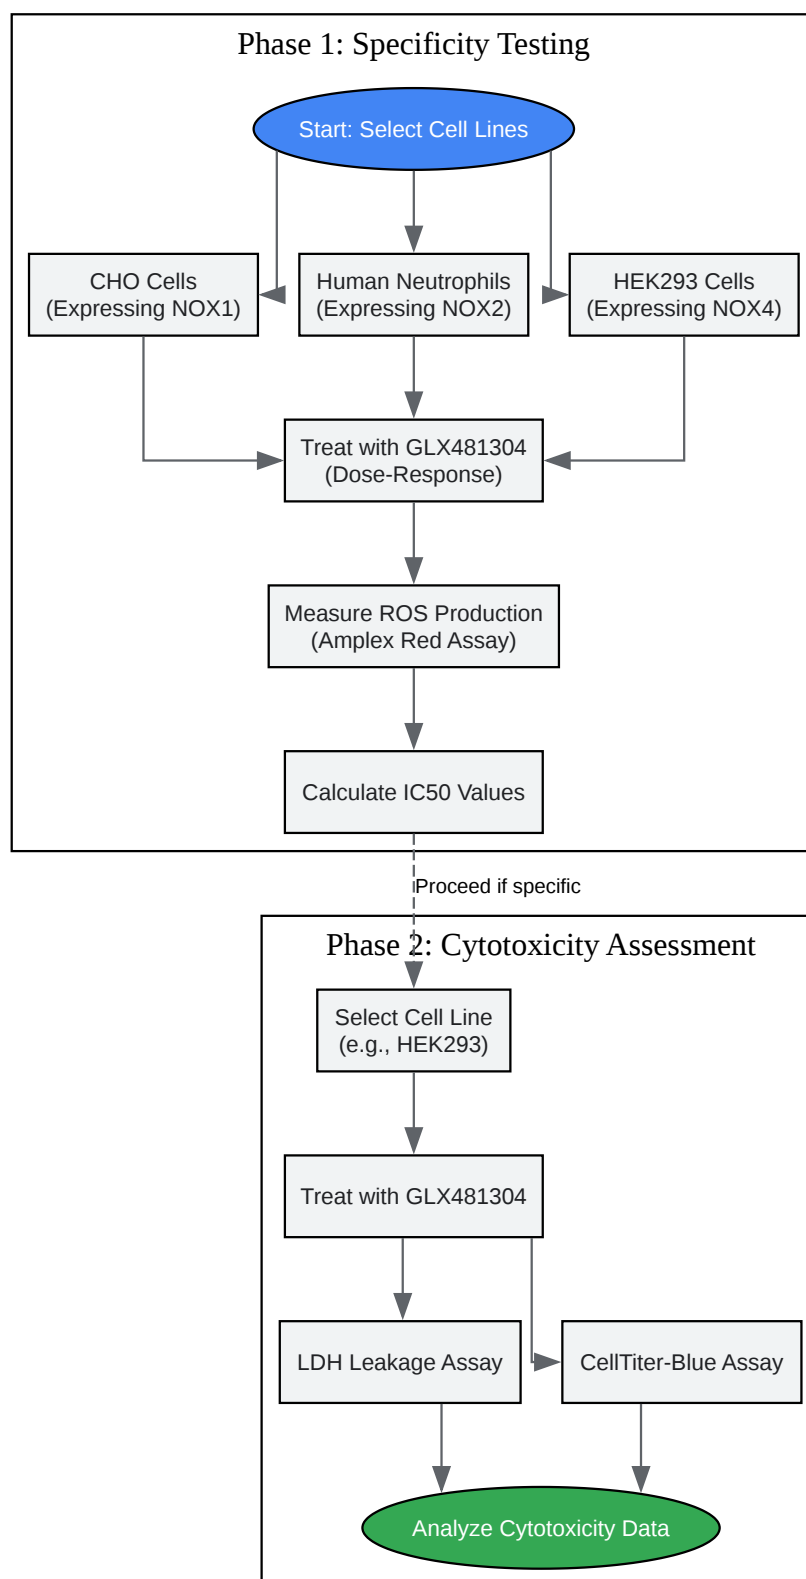 Phase 1: Specificity Testing
Start: Select Cell Lines
CHO Cells
(Expressing NOX1)
Human Neutrophils
(Expressing NOX2)
HEK293 Cells
(Expressing NOX4)
Treat with GLX481304
(Dose-Response)
Measure ROS Production
(Amplex Red Assay)
Calculate IC50 Values
Proceed if specific
Phase 2: Cytotoxicity Assessment
Select Cell Line
(e.g., HEK293)
Treat with GLX481304
LDH Leakage Assay
CellTiter-Blue Assay
Analyze Cytotoxicity Data